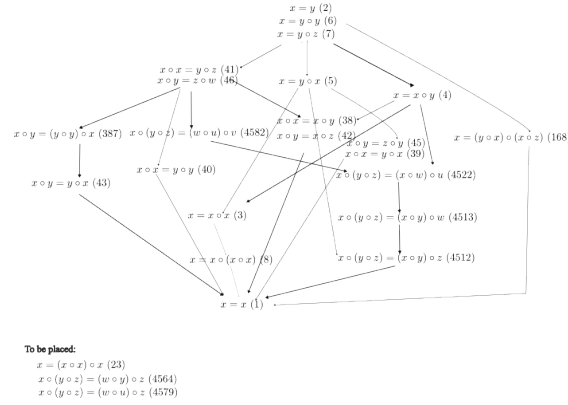 x = y (2)
x ∘ y = y (6)
x = y ∘ z (7)
x ∘ x = y ∘ z (41)
x ∘ y = z ∘ w (46)
x = y ∘ x (5)
x = x ∘ y (4)
x ∘ x = x ∘ y (38)
x ∘ y = x ∘ z (42)
x ∘ y = z ∘ y (45)
x ∘ x = y ∘ x (39)
x ∘ y = (y ∘ y) ∘ x (387)
x ∘ (y ∘ z) = (w ∘ u) ∘ v (4582)
x = (y ∘ x) ∘ (x ∘ z) (168
x ∘ x = y ∘ y (40)
x ∘ (y ∘ z) = (x ∘ w) ∘ u (4522)
x ∘ y = y ∘ x (43)
x = x ∘ x (3)
x ∘ (y ∘ z) = (x ∘ y) ∘ w (4513)
x = x ∘ (x ∘ x) (8)
x ∘ (y ∘ z) = (x ∘ y) ∘ z (4512)
x = x (1)
To be placed:
x = (x ∘ x) ∘ x (23)
x ∘ (y ∘ z) = (w ∘ y) ∘ z (4564)
x ∘ (y ∘ z) = (w ∘ u) ∘ z (4579)